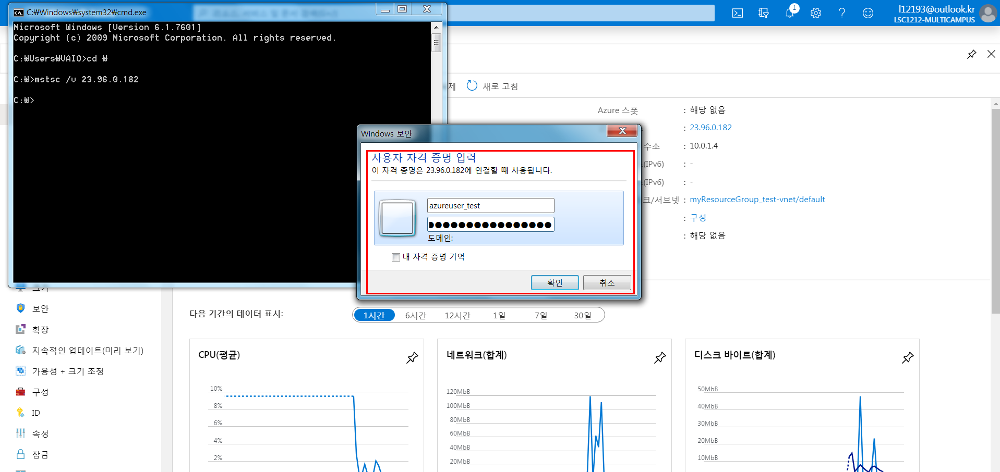 C:₩Windows₩system32₩cmd.exe
Microsoft Windows [Version 6.1.7601]
Copyright (c) 2009 Microsoft Corporation. All rights reserved.
C:₩Users₩VAIO>cd ₩
C:₩>mstsc /v 23.96.0.182
C:₩>
1
l12193@outlook.kr
LSC1212-MULTICAMPUS
제
새로 고침
Azure 스풋
: 해당 없음
: 23.96.0.182
주소 : 10.0.1.4
(IPv6) : -
(IPv6) : -
크/서브넷 : myResourceGroup_test-vnet/default
: 구성
: 해당 없음
Windows 보안
사용자 자격 증명 입력
이 자격 증명은 23.96.0.182에 연결할 때 사용됩니다.
azureuser_test
●●●●●●●●●●●●●●●●
도메인:
내 자격 증명 기억
확인
취소
크기
보안
확장
지속적인 업데이트(미리 보기)
가용성 + 크기 조정
구성
ID
속성
잠금
다음 기간의 데이터 표시:
1시간
6시간
12시간
1일
7일
30일
CPU(평균)
10%
8%
6%
4%
2%
네트워크(합계)
120MbB
100MbB
80MbB
60MbB
40MbB
20MbB
디스크 바이트(합계)
50MbB
40MbB
30MbB
20MbB
10MbB